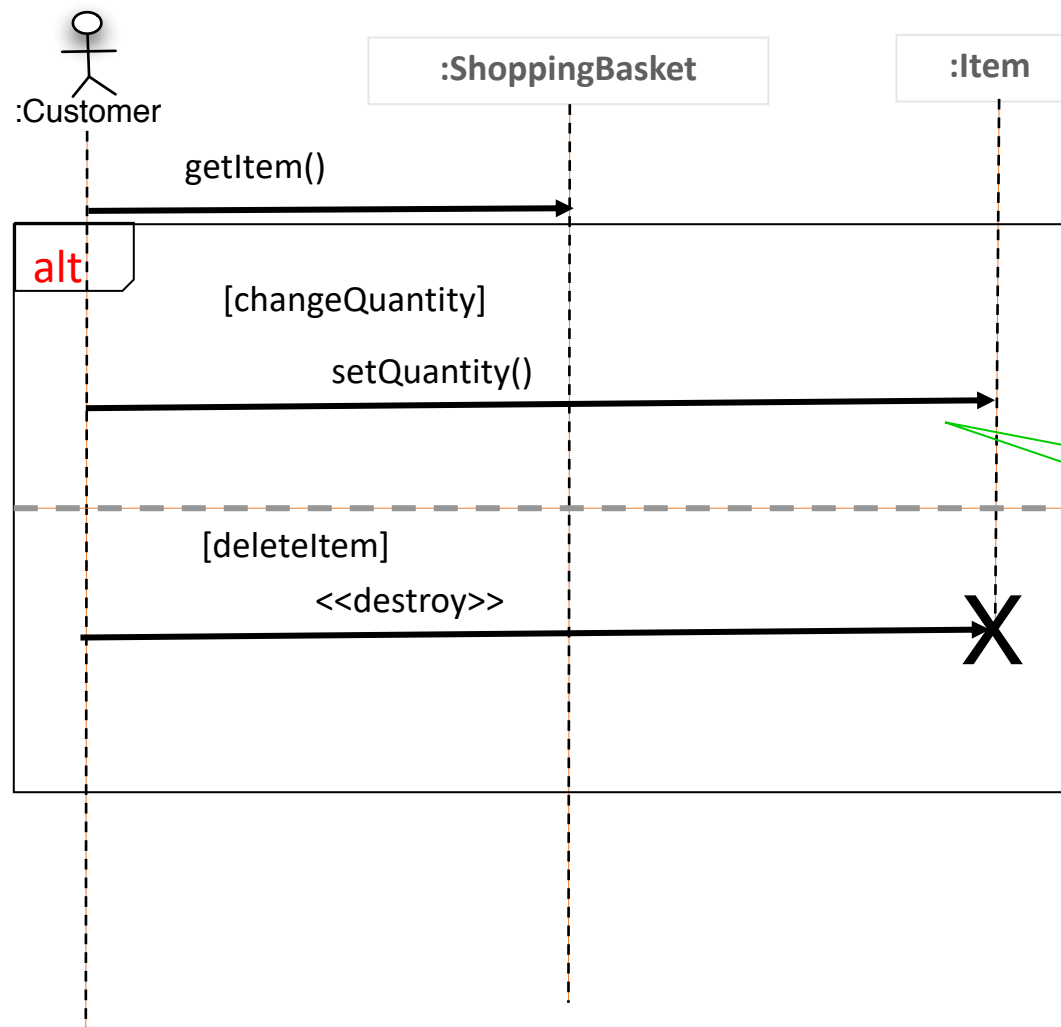 :Customer
:ShoppingBasket
:Item
getItem()
alt
[changeQuantity]
setQuantity()
[deleteItem]
<<destroy>>
X